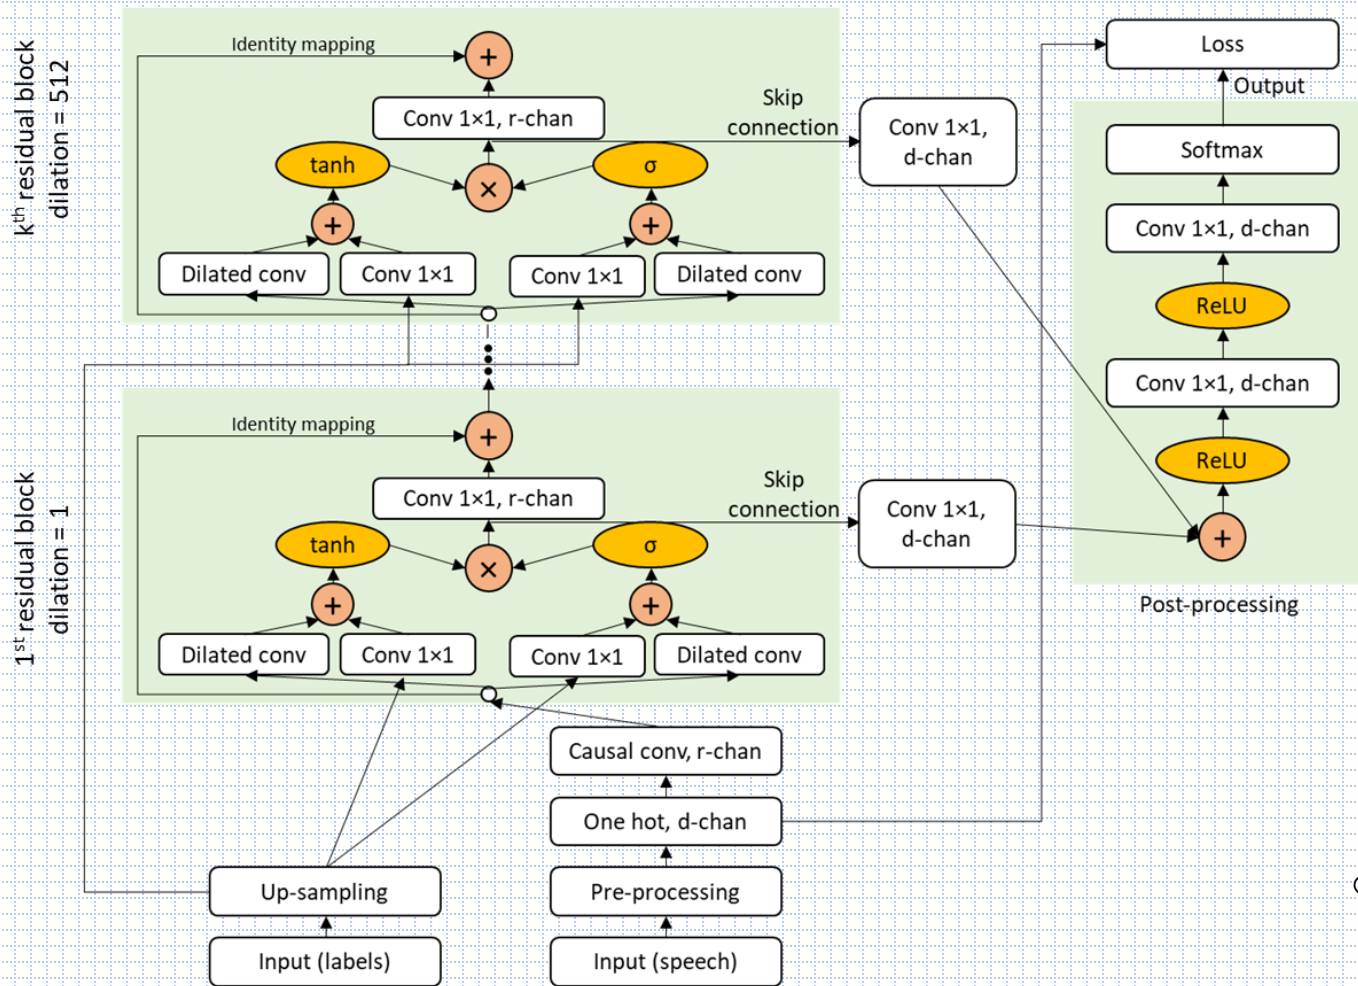 kth residual block
dilation = 512
Identity mapping
+
Conv 1×1, r-chan
Skip
connection
Conv 1×1,
d-chan
tanh
×
σ
+
+
Dilated conv
Conv 1×1
Conv 1×1
Dilated conv
1st residual block
dilation = 1
Identity mapping
+
Conv 1×1, r-chan
Skip
connection
Conv 1×1,
d-chan
tanh
×
σ
+
+
Dilated conv
Conv 1×1
Conv 1×1
Dilated conv
Causal conv, r-chan
One hot, d-chan
Up-sampling
Pre-processing
Input (labels)
Input (speech)
Loss
Output
Softmax
Conv 1×1, d-chan
ReLU
Conv 1×1, d-chan
ReLU
+
Post-processing